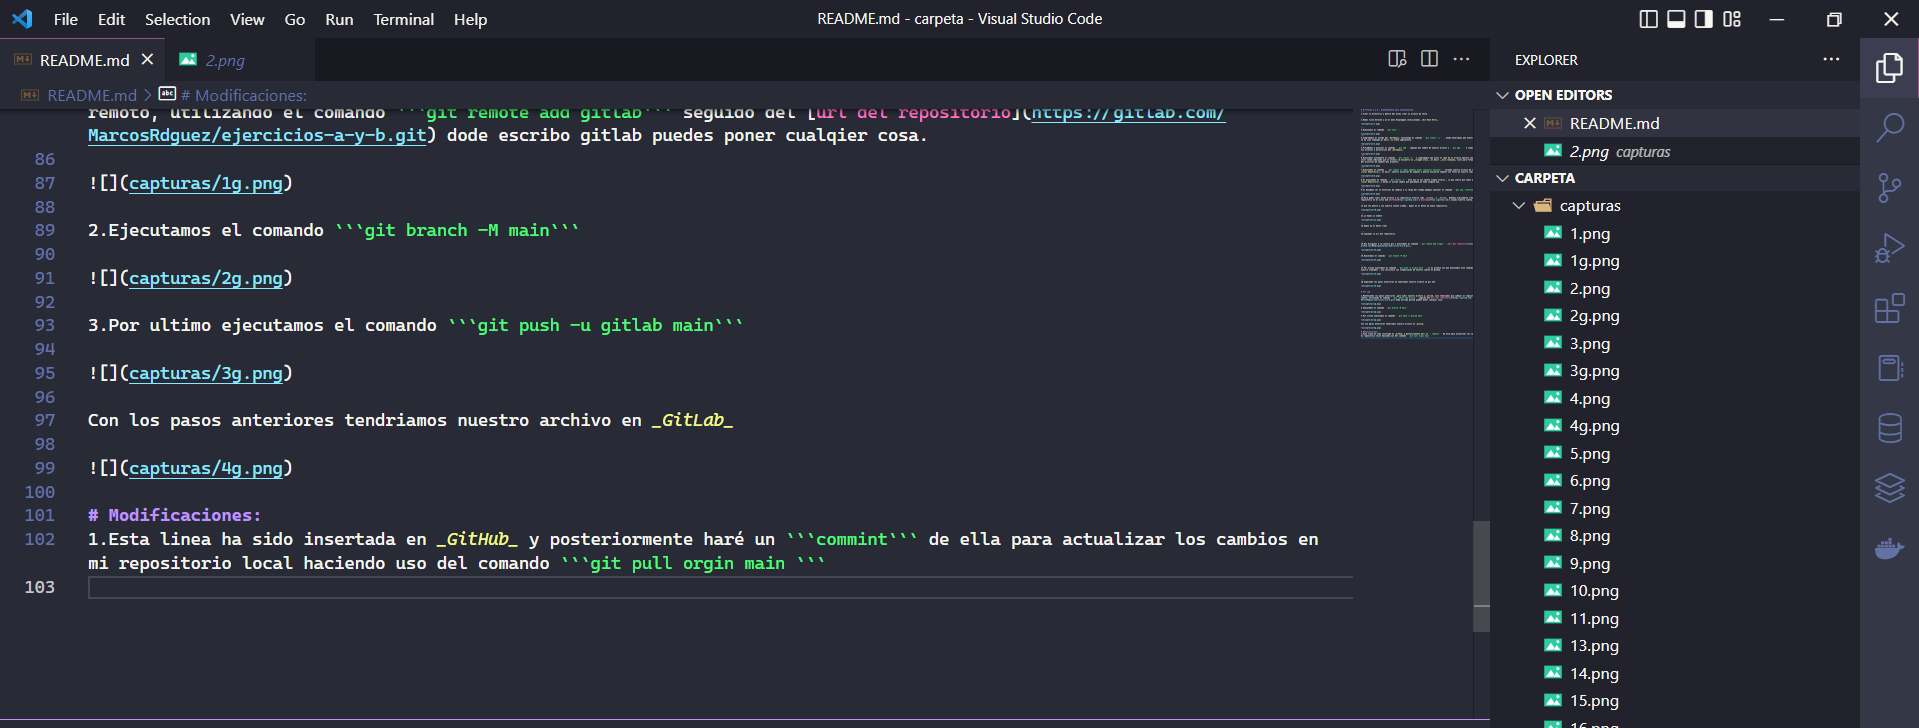 File Edit Selection View Go Run Terminal Help
README.md - carpeta - Visual Studio Code
README.md
2.png
README.md > # Modificaciones:
remoto, utilizando el comando ```git remote add gitlab``` seguido del [url del repositorio](https://gitlab.com/
MarcosRdguez/ejercicios-a-y-b.git) dode escribo gitlab puedes poner cualqier cosa.
86
87 ![](capturas/1g.png)
88
89 2.Ejecutamos el comando ```git branch -M main```
90
91 ![](capturas/2g.png)
92
93 3.Por ultimo ejecutamos el comando ```git push -u gitlab main```
94
95 ![](capturas/3g.png)
96
97 Con los pasos anteriores tendriamos nuestro archivo en _GitLab_
98
99 ![](capturas/4g.png)
100
101 # Modificaciones:
102 1.Esta linea ha sido insertada en _GitHub_ y posteriormente haré un ```commint``` de ella para actualizar los cambios en
mi repositorio local haciendo uso del comando ```git pull orgin main ```
103
EXPLORER
OPEN EDITORS
README.md
2.png capturas
CARPETA
capturas
1.png
1g.png
2.png
2g.png
3.png
3g.png
4.png
4g.png
5.png
6.png
7.png
8.png
9.png
10.png
11.png
13.png
14.png
15.png
16.png